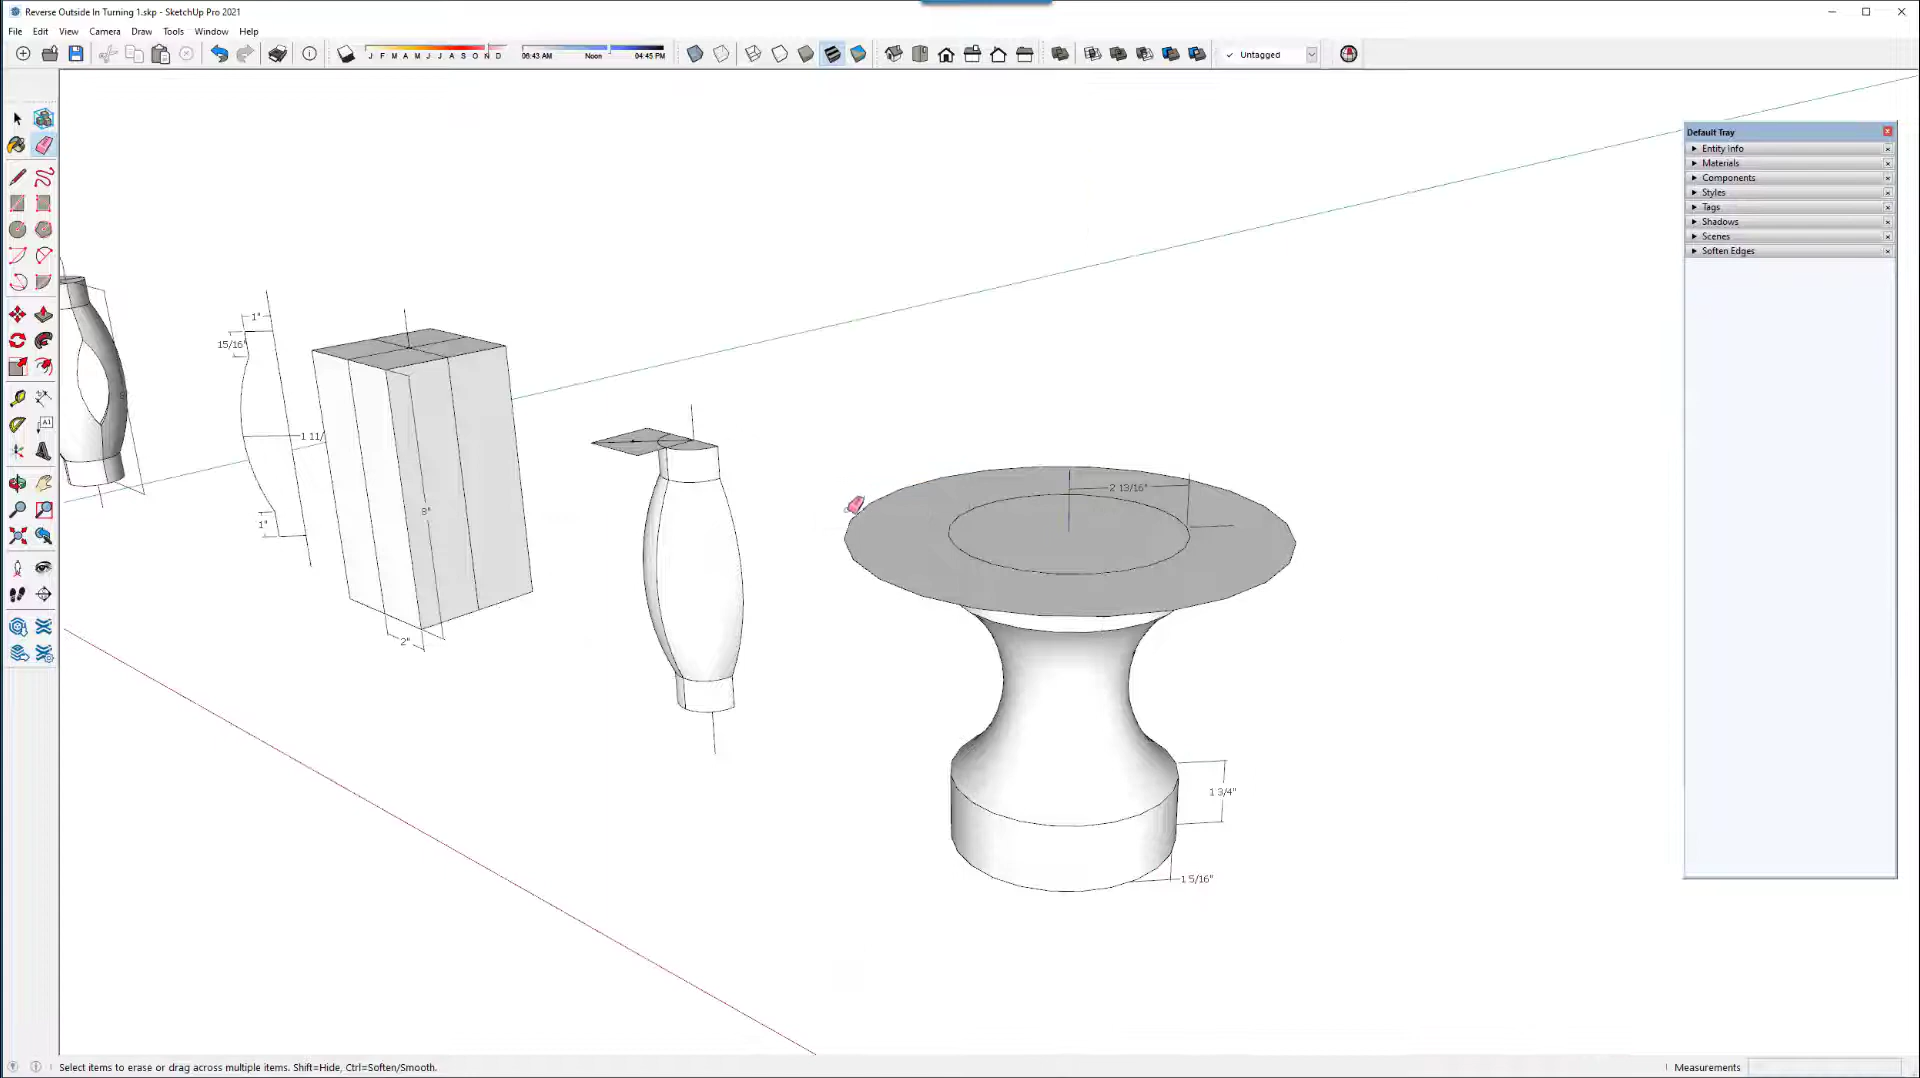 Reverse Outside In Turning 1.skp - SketchUp Pro 2021
File Edit View Camera Draw Tools Window Help
J F M A M J J A S O N D
06:43 AM Noon 04:45 PM
Untagged
Default Tray
Entity Info
Materials
Components
Styles
Tags
Shadows
Scenes
Soften Edges
A1
1"
15/16"
1 11/
1"
8"
2"
2 13/16"
1 3/4"
1 5/16"
Select items to erase or drag across multiple items. Shift=Hide, Ctrl=Soften/Smooth.
Measurements